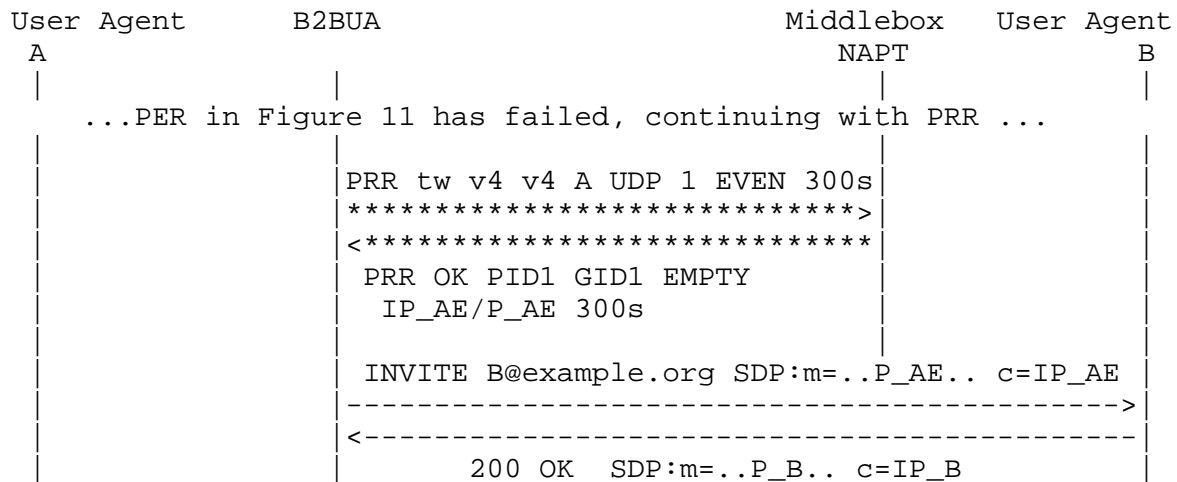 User Agent B2BUA Middlebox User Agent
A NAPT B
| | | |
...PER in Figure 11 has failed, continuing with PRR ...
| | | |
| |PRR tw v4 v4 A UDP 1 EVEN 300s| |
| |*****************************>| |
| |<*****************************| |
| | PRR OK PID1 GID1 EMPTY | |
| | IP_AE/P_AE 300s | |
| | | |
| | INVITE B@example.org SDP:m=..P_AE.. c=IP_AE |
| |-------------------------------------------->|
| |<--------------------------------------------|
| | 200 OK SDP:m=..P_B.. c=IP_B |